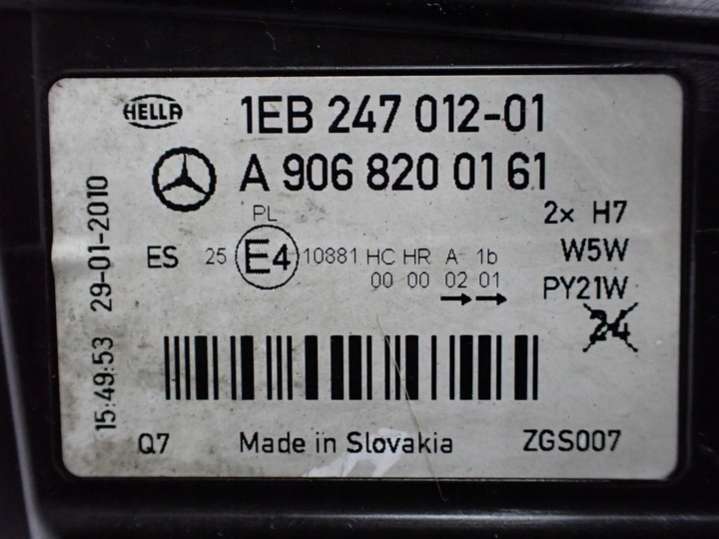 HELLA
1EB 247 012-01
A 906 820 01 61
15:49:53 29-01-2010
PL
2x H7
ES 25 E4 10881 HC HR A 1b
W5W
00 00 02 01
PY21W
24
Q7 Made in Slovakia ZGS007